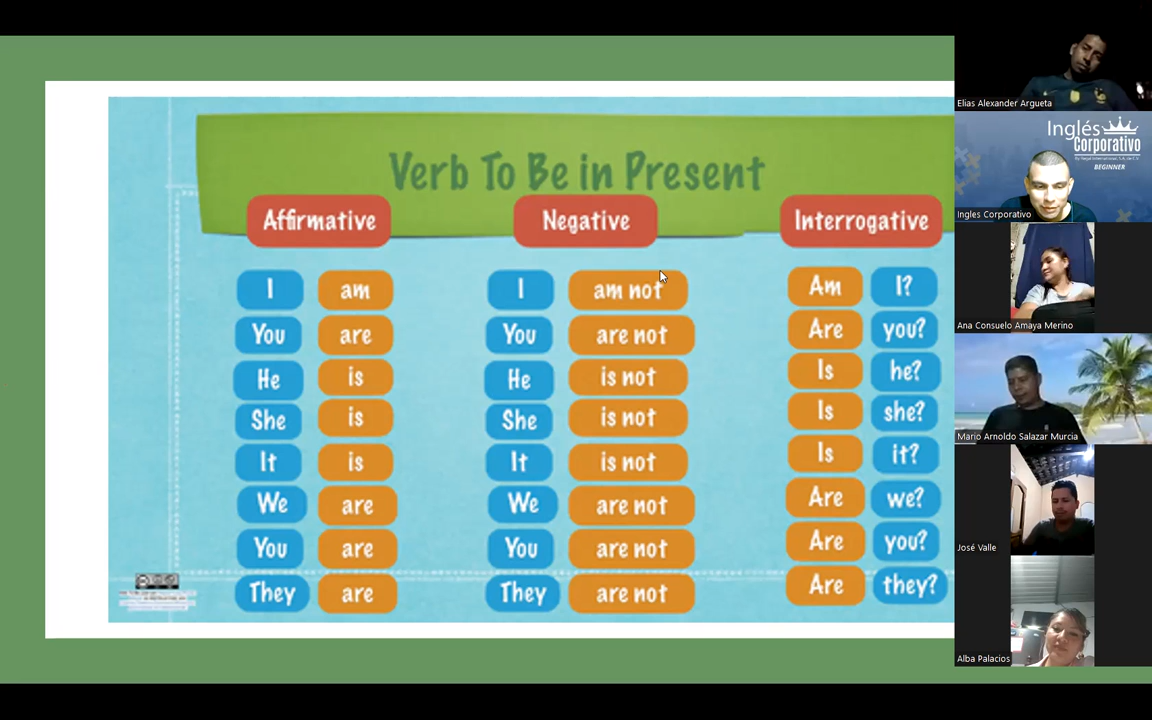 Verb To Be in Present
Affirmative Negative Interrogative
I am I am not Am I?
You are You are not Are you?
He is He is not Is he?
She is She is not Is she?
It is It is not Is it?
We are We are not Are we?
You are You are not Are you?
They are They are not Are they?
Elias Alexander Argueta
Inglés
Corporativo
BEGINNER
Ingles Corporativo
Ana Consuelo Amaya Merino
Mario Arnoldo Salazar Murcia
José Valle
Alba Palacios